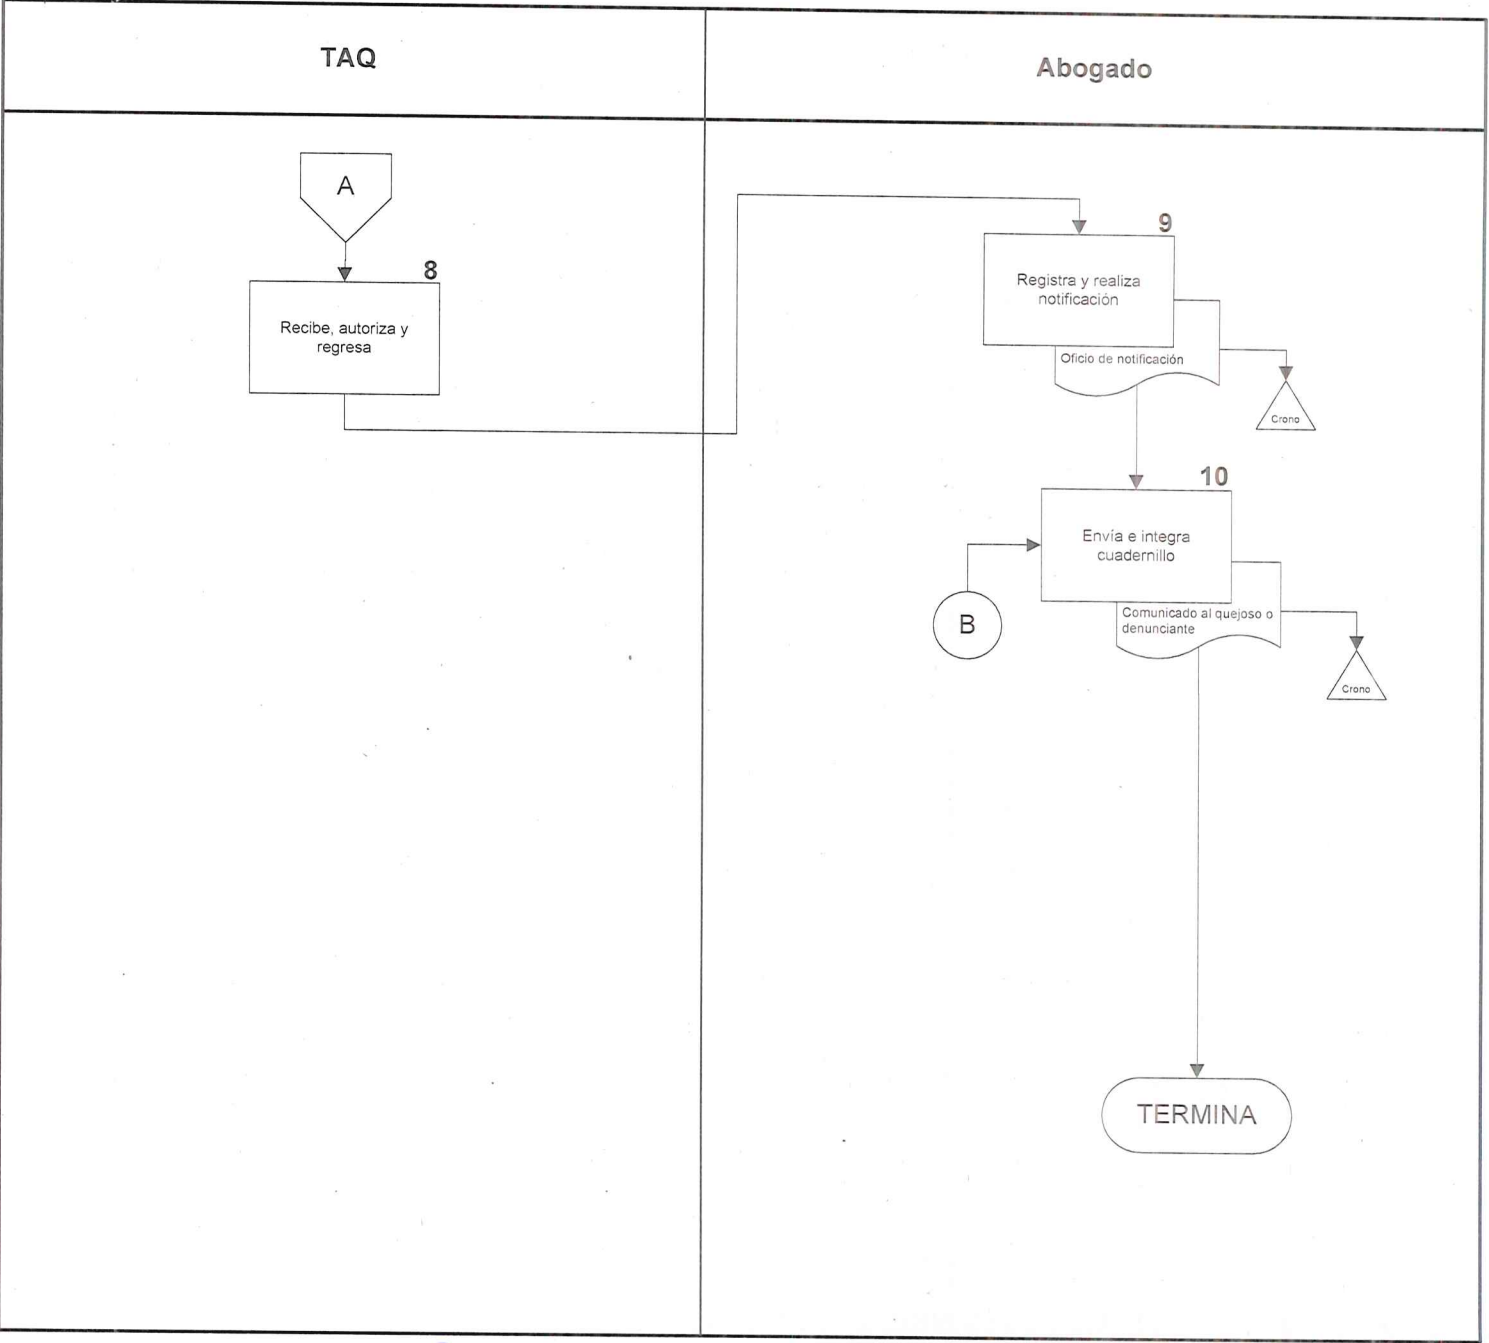 TAQ
Abogado
A
8
Recibe, autoriza y
regresa
9
Registra y realiza
notificación
Oficio de notificación
Crono
10
Envía e integra
cuadernillo
B
Comunicado al quejoso o
denunciante
Crono
TERMINA